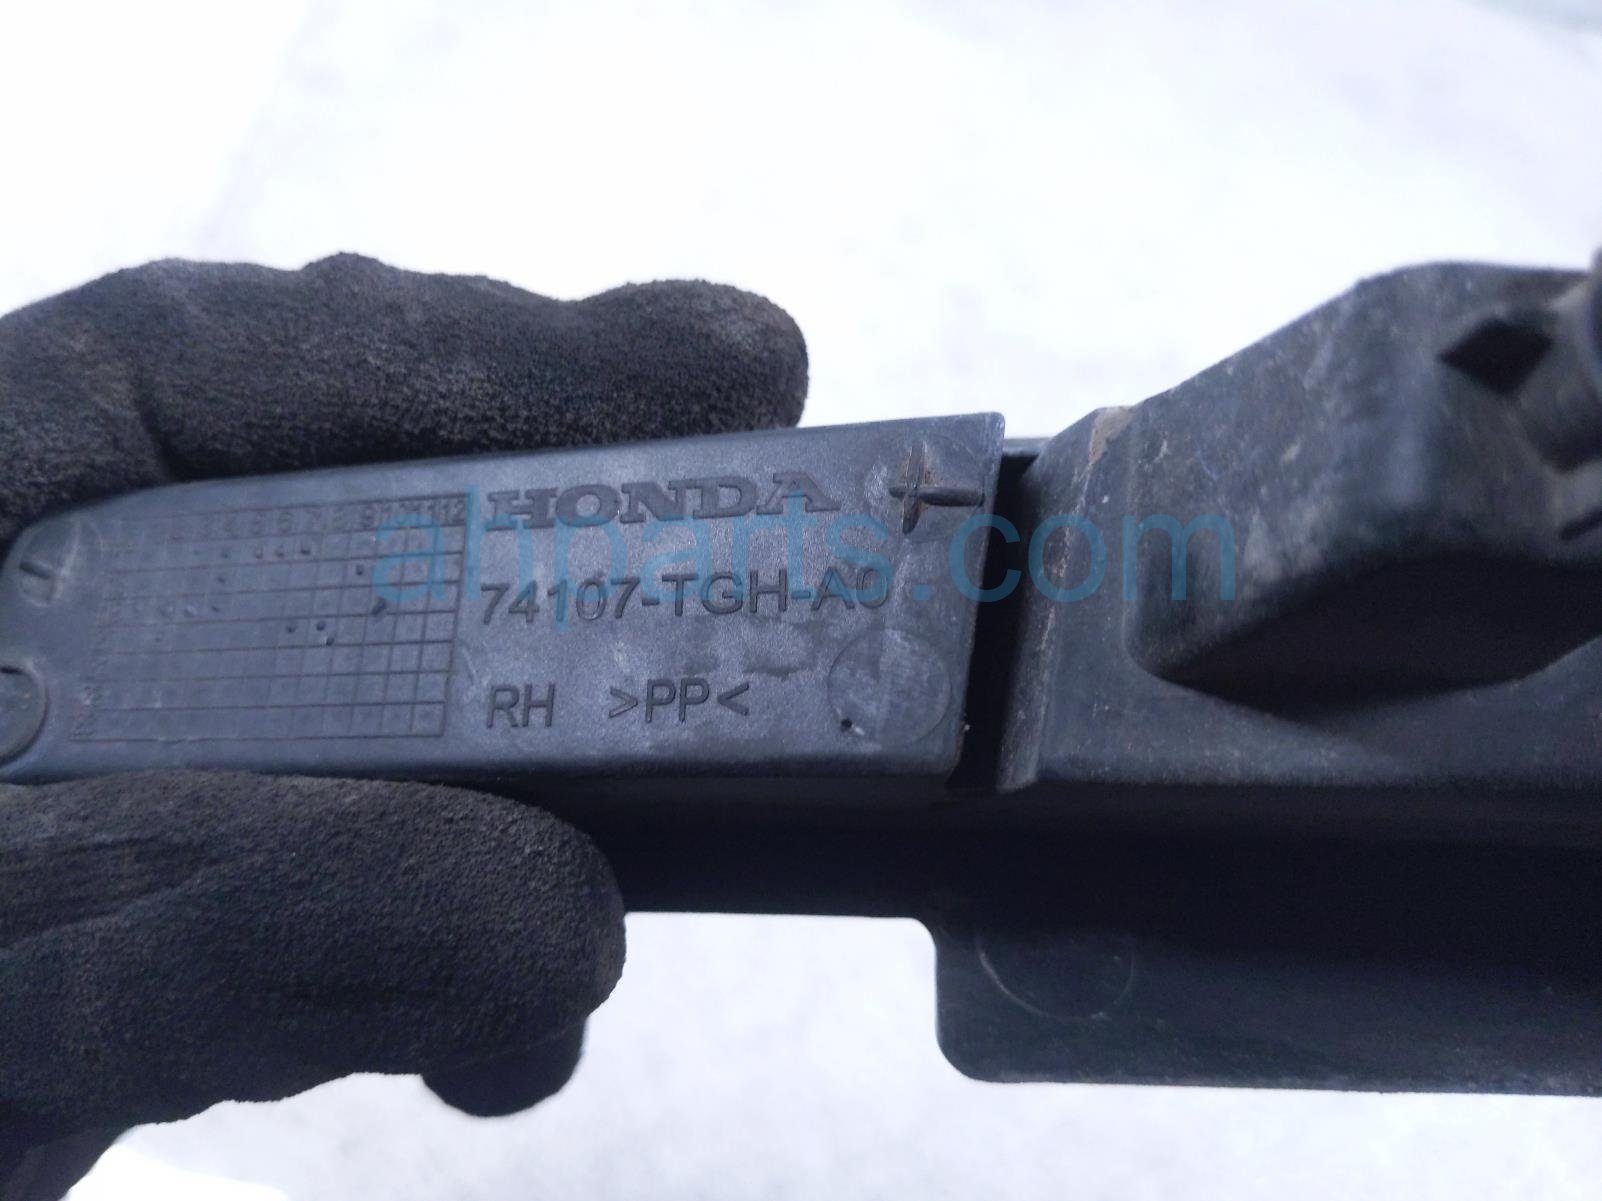 HONDA
74107-TGH-A0
RH >PP<
ahparts.com